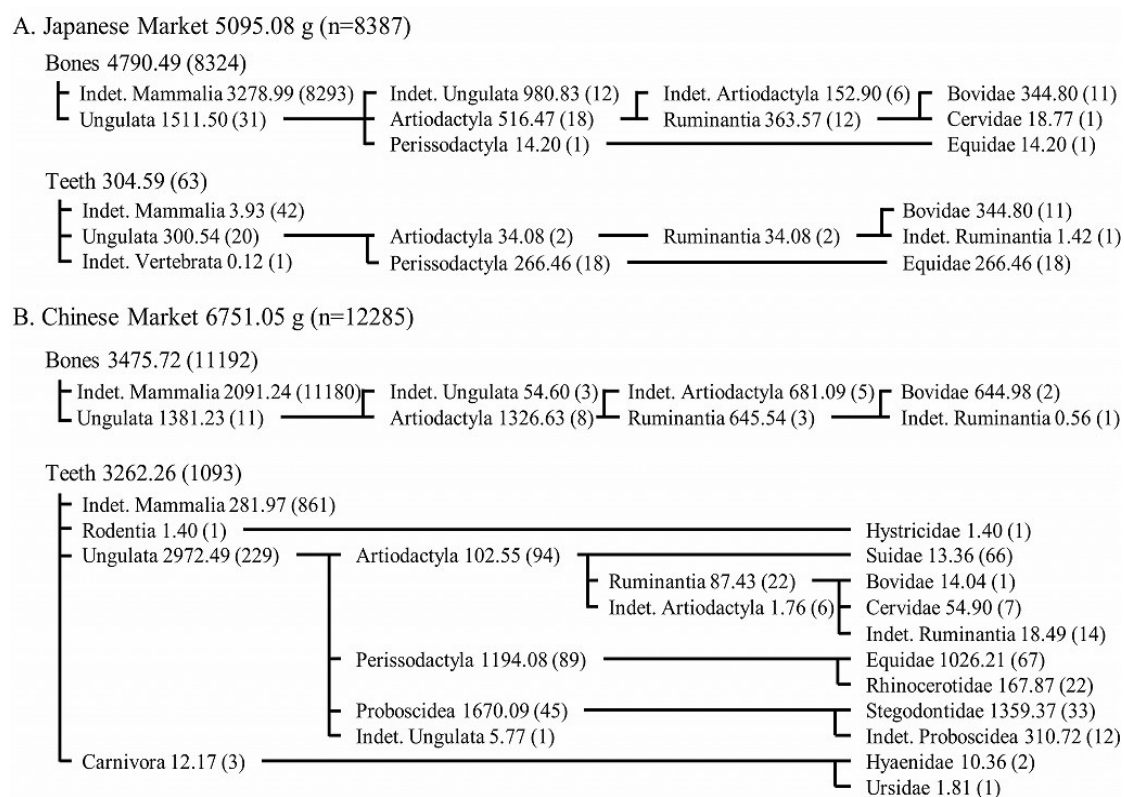 A. Japanese Market 5095.08 g (n=8387)
Bones 4790.49 (8324)
Indet. Mammalia 3278.99 (8293) Indet. Ungulata 980.83 (12) Indet. Artiodactyla 152.90 (6) Bovidae 344.80 (11)
Ungulata 1511.50 (31) Artiodactyla 516.47 (18) Ruminantia 363.57 (12) Cervidae 18.77 (1)
Perissodactyla 14.20 (1) Equidae 14.20 (1)
Teeth 304.59 (63)
Indet. Mammalia 3.93 (42) Bovidae 344.80 (11)
Ungulata 300.54 (20) Artiodactyla 34.08 (2) Ruminantia 34.08 (2) Indet. Ruminantia 1.42 (1)
Indet. Vertebrata 0.12 (1) Perissodactyla 266.46 (18) Equidae 266.46 (18)
B. Chinese Market 6751.05 g (n=12285)
Bones 3475.72 (11192)
Indet. Mammalia 2091.24 (11180) Indet. Ungulata 54.60 (3) Indet. Artiodactyla 681.09 (5) Bovidae 644.98 (2)
Ungulata 1381.23 (11) Artiodactyla 1326.63 (8) Ruminantia 645.54 (3) Indet. Ruminantia 0.56 (1)
Teeth 3262.26 (1093)
Indet. Mammalia 281.97 (861)
Rodentia 1.40 (1) Hystricidae 1.40 (1)
Ungulata 2972.49 (229) Artiodactyla 102.55 (94) Suidae 13.36 (66)
Ruminantia 87.43 (22) Bovidae 14.04 (1)
Indet. Artiodactyla 1.76 (6) Cervidae 54.90 (7)
Indet. Ruminantia 18.49 (14)
Perissodactyla 1194.08 (89) Equidae 1026.21 (67)
Rhinocerotidae 167.87 (22)
Proboscidea 1670.09 (45) Stegodontidae 1359.37 (33)
Indet. Ungulata 5.77 (1) Indet. Proboscidea 310.72 (12)
Carnivora 12.17 (3) Hyaenidae 10.36 (2)
Ursidae 1.81 (1)